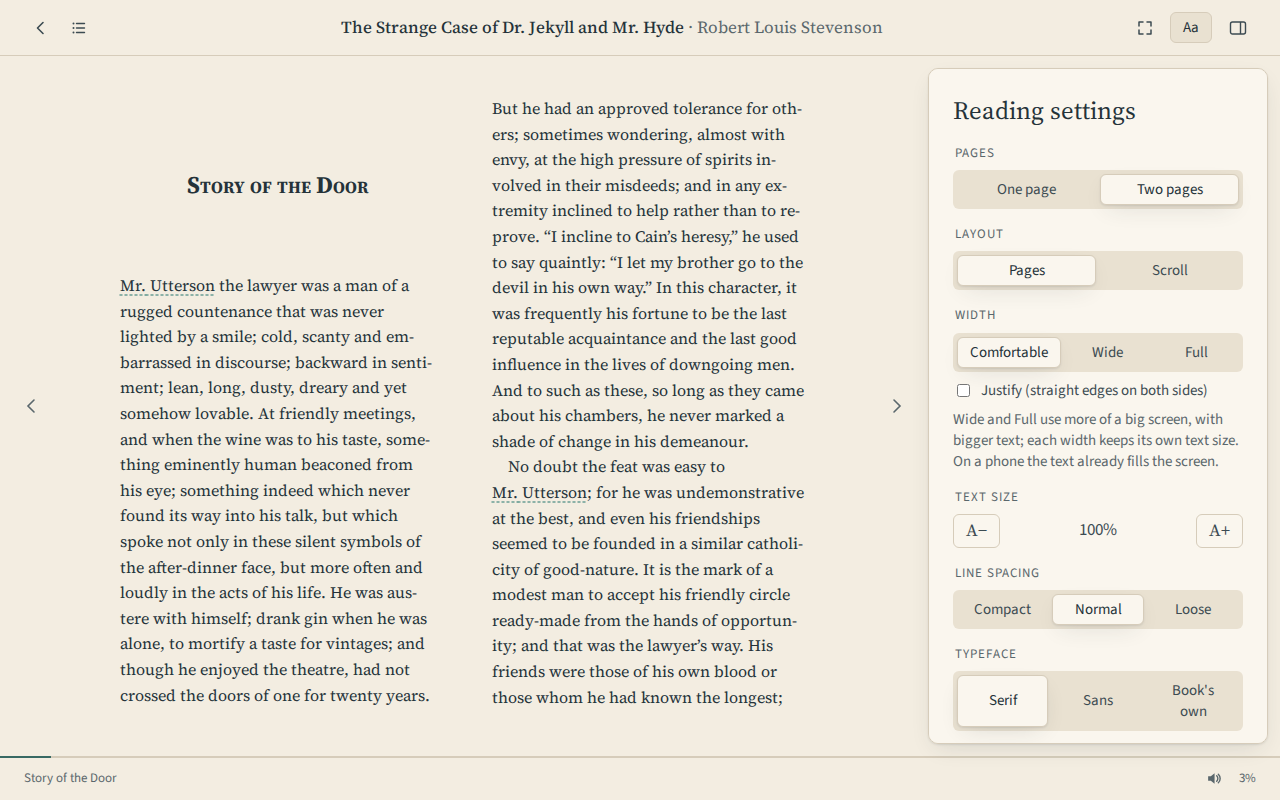 The Strange Case of Dr. Jekyll and Mr. Hyde · Robert Louis Stevenson
Aa
STORY OF THE DOOR
Mr. Utterson the lawyer was a man of a
rugged countenance that was never
lighted by a smile; cold, scanty and em-
barrassed in discourse; backward in senti-
ment; lean, long, dusty, dreary and yet
somehow lovable. At friendly meetings,
and when the wine was to his taste, some-
thing eminently human beaconed from
his eye; something indeed which never
found its way into his talk, but which
spoke not only in these silent symbols of
the after-dinner face, but more often and
loudly in the acts of his life. He was aus-
tere with himself; drank gin when he was
alone, to mortify a taste for vintages; and
though he enjoyed the theatre, had not
crossed the doors of one for twenty years.
But he had an approved tolerance for oth-
ers; sometimes wondering, almost with
envy, at the high pressure of spirits in-
volved in their misdeeds; and in any ex-
tremity inclined to help rather than to re-
prove. “I incline to Cain’s heresy,” he used
to say quaintly: “I let my brother go to the
devil in his own way.” In this character, it
was frequently his fortune to be the last
reputable acquaintance and the last good
influence in the lives of downgoing men.
And to such as these, so long as they came
about his chambers, he never marked a
shade of change in his demeanour.
No doubt the feat was easy to
Mr. Utterson; for he was undemonstrative
at the best, and even his friendships
seemed to be founded in a similar catholi-
city of good-nature. It is the mark of a
modest man to accept his friendly circle
ready-made from the hands of opportun-
ity; and that was the lawyer’s way. His
friends were those of his own blood or
those whom he had known the longest;
Reading settings
PAGES
One page Two pages
LAYOUT
Pages Scroll
WIDTH
Comfortable Wide Full
Justify (straight edges on both sides)
Wide and Full use more of a big screen, with
bigger text; each width keeps its own text size.
On a phone the text already fills the screen.
TEXT SIZE
A− 100% A+
LINE SPACING
Compact Normal Loose
TYPEFACE
Serif Sans Book's
own
Story of the Door 3%